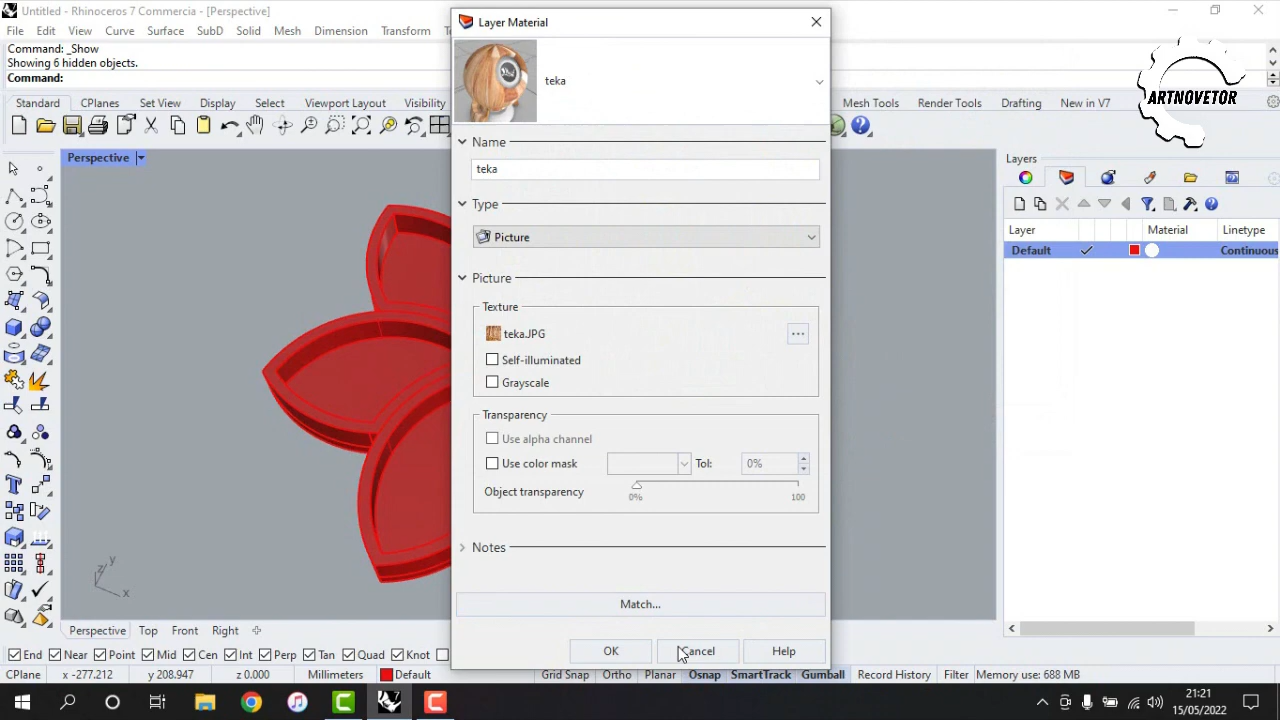 Untitled - Rhinoceros 7 Commercia - [Perspective]
File Edit View Curve Surface SubD Solid Mesh Dimension Transform
Command: _Show
Showing 6 hidden objects.
Command:
Standard CPlanes Set View Display Select Viewport Layout Visibility
Mesh Tools Render Tools Drafting New in V7
ARTNOVETOR
Perspective
Layer Material
teka
Name
teka
Type
Picture
Picture
Texture
teka.JPG
Self-illuminated
Grayscale
Transparency
Use alpha channel
Use color mask Tol: 0%
Object transparency
0% 100
Notes
Match...
OK Cancel Help
Layers
Layer Material Linetype
Default Continuous
z y x
Perspective Top Front Right
End Near Point Mid Cen Int Perp Tan Quad Knot
CPlane x -277.212 y 208.947 z 0.000 Millimeters Default Grid Snap Ortho Planar Osnap SmartTrack Gumball Record History Filter Memory use: 688 MB
21:21
15/05/2022